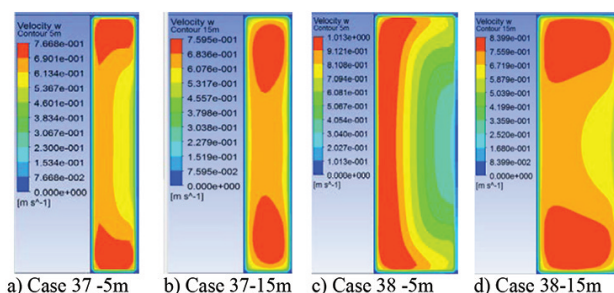 Velocity w
Contour 5m
7.668e-001
6.901e-001
6.134e-001
5.367e-001
4.601e-001
3.834e-001
3.067e-001
2.300e-001
1.534e-001
7.668e-002
0.000e+000
[m s^-1]
Velocity w
Contour 15m
7.595e-001
6.836e-001
6.076e-001
5.317e-001
4.557e-001
3.798e-001
3.038e-001
2.279e-001
1.519e-001
7.595e-002
0.000e+000
[m s^-1]
Velocity w
Contour 5m
1.013e+000
9.121e-001
8.108e-001
7.094e-001
6.081e-001
5.067e-001
4.054e-001
3.040e-001
2.027e-001
1.013e-001
0.000e+000
[m s^-1]
Velocity w
Contour 15m
8.399e-001
7.559e-001
6.719e-001
5.879e-001
5.039e-001
4.199e-001
3.359e-001
2.520e-001
1.680e-001
8.399e-002
0.000e+000
[m s^-1]
a) Case 37 -5m
b) Case 37-15m
c) Case 38 -5m
d) Case 38-15m